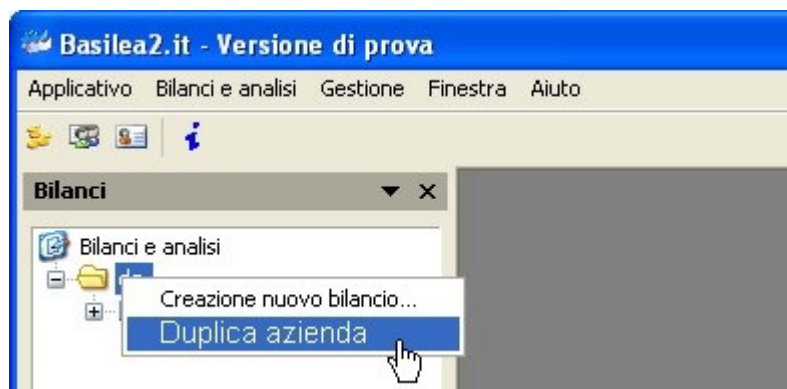 Basilea2.it - Versione di prova
Applicativo Bilanci e analisi Gestione Finestra Aiuto
Bilanci
Bilanci e analisi
Creazione nuovo bilancio...
Duplica azienda